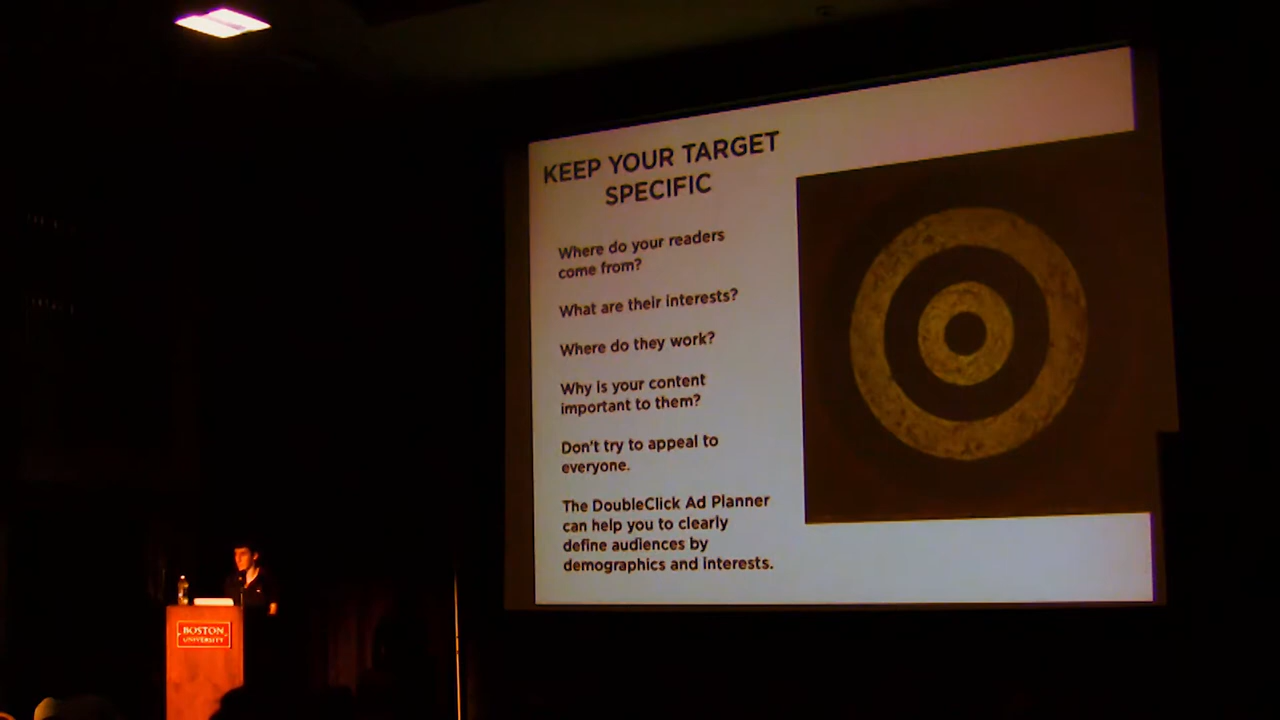 KEEP YOUR TARGET
SPECIFIC
Where do your readers
come from?
What are their interests?
Where do they work?
Why is your content
important to them?
Don't try to appeal to
everyone.
The DoubleClick Ad Planner
can help you to clearly
define audiences by
demographics and interests.
BOSTON
UNIVERSITY